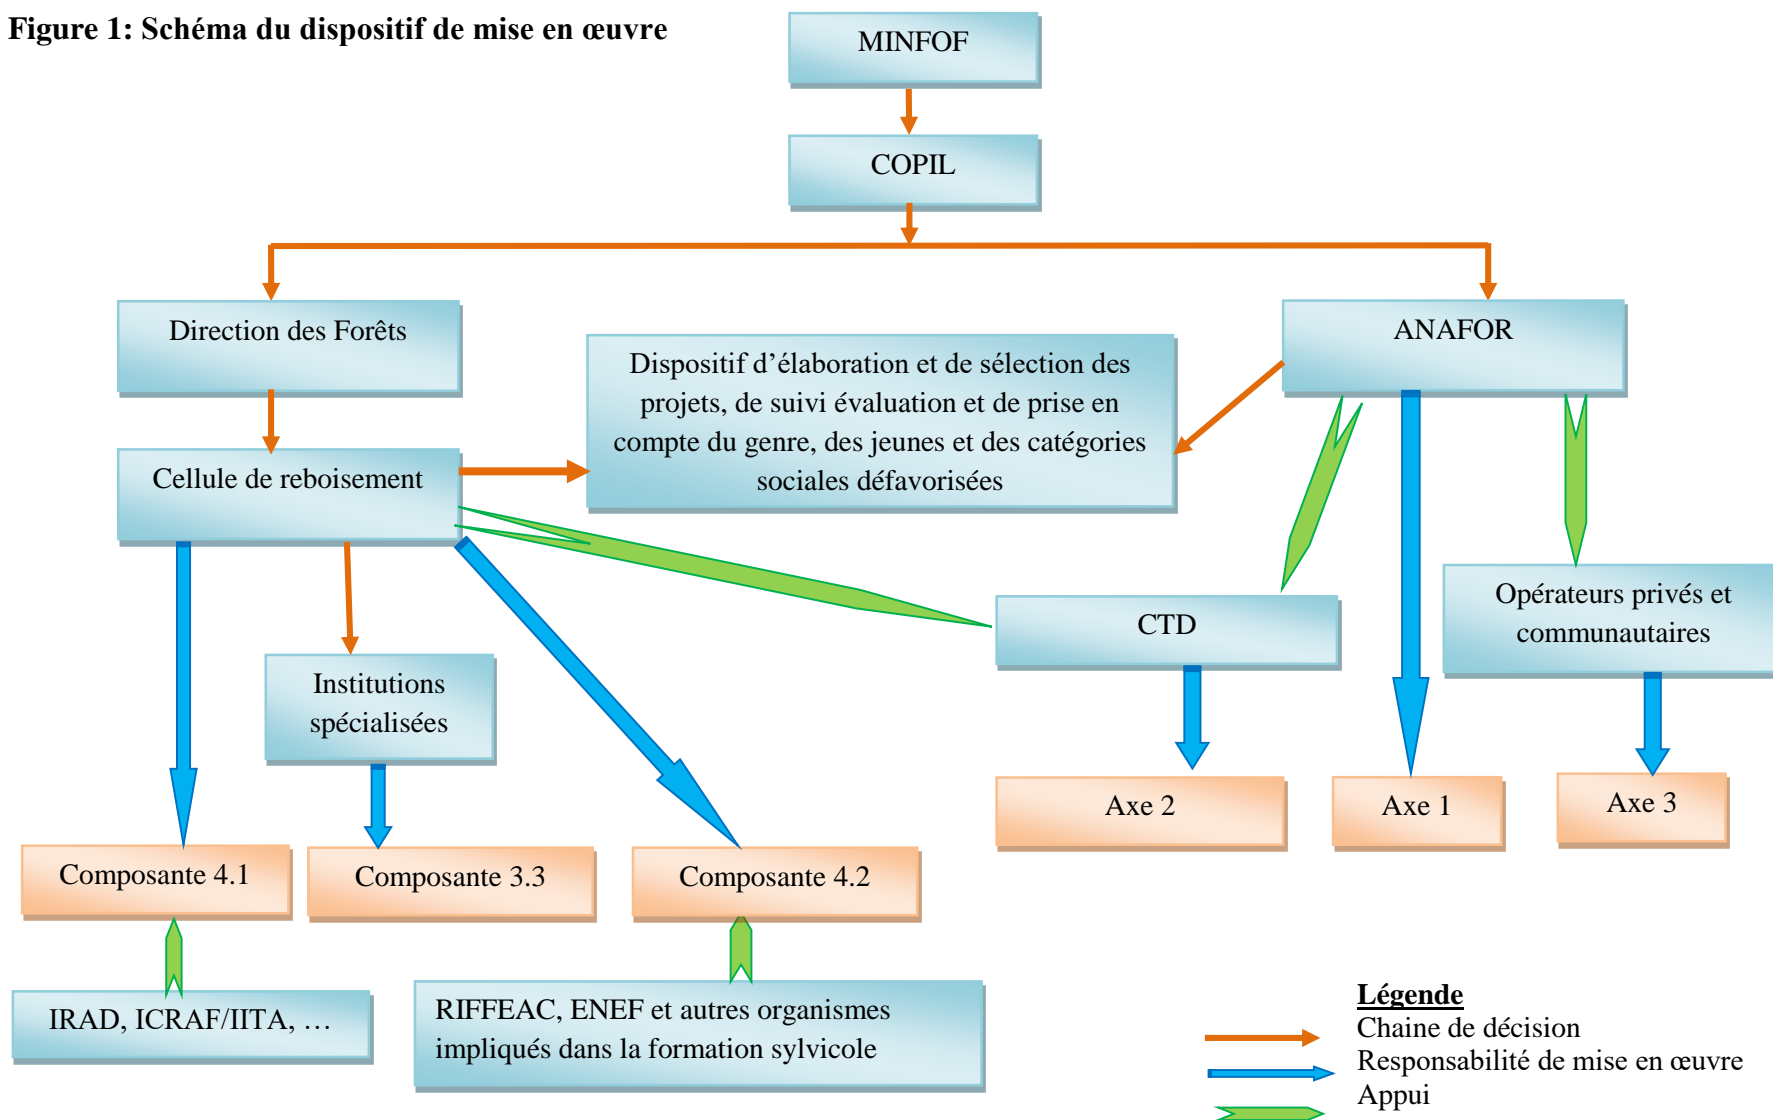 Figure 1: Schéma du dispositif de mise en œuvre
MINFOF
COPIL
Direction des Forêts
ANAFOR
Dispositif d’élaboration et de sélection des
projets, de suivi évaluation et de prise en
compte du genre, des jeunes et des catégories
sociales défavorisées
Cellule de reboisement
Opérateurs privés et
communautaires
CTD
Institutions
spécialisées
Axe 2
Axe 1
Axe 3
Composante 4.1
Composante 3.3
Composante 4.2
IRAD, ICRAF/IITA, …
RIFFEAC, ENEF et autres organismes
impliqués dans la formation sylvicole
Légende
Chaine de décision
Responsabilité de mise en œuvre
Appui